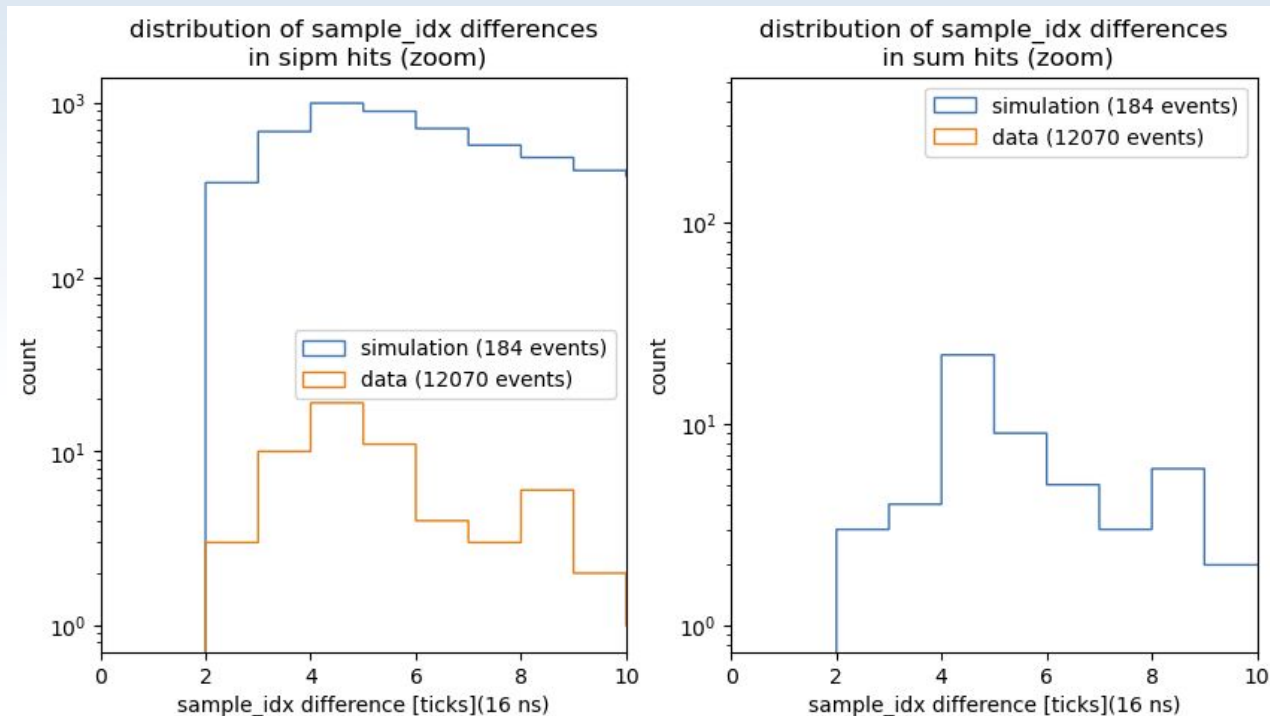 distribution of sample_idx differences
in sipm hits (zoom)
10³
10²
10¹
10⁰
count
simulation (184 events)
data (12070 events)
0 2 4 6 8 10
sample_idx difference [ticks](16 ns)
distribution of sample_idx differences
in sum hits (zoom)
simulation (184 events)
data (12070 events)
10²
10¹
10⁰
count
0 2 4 6 8 10
sample_idx difference [ticks](16 ns)